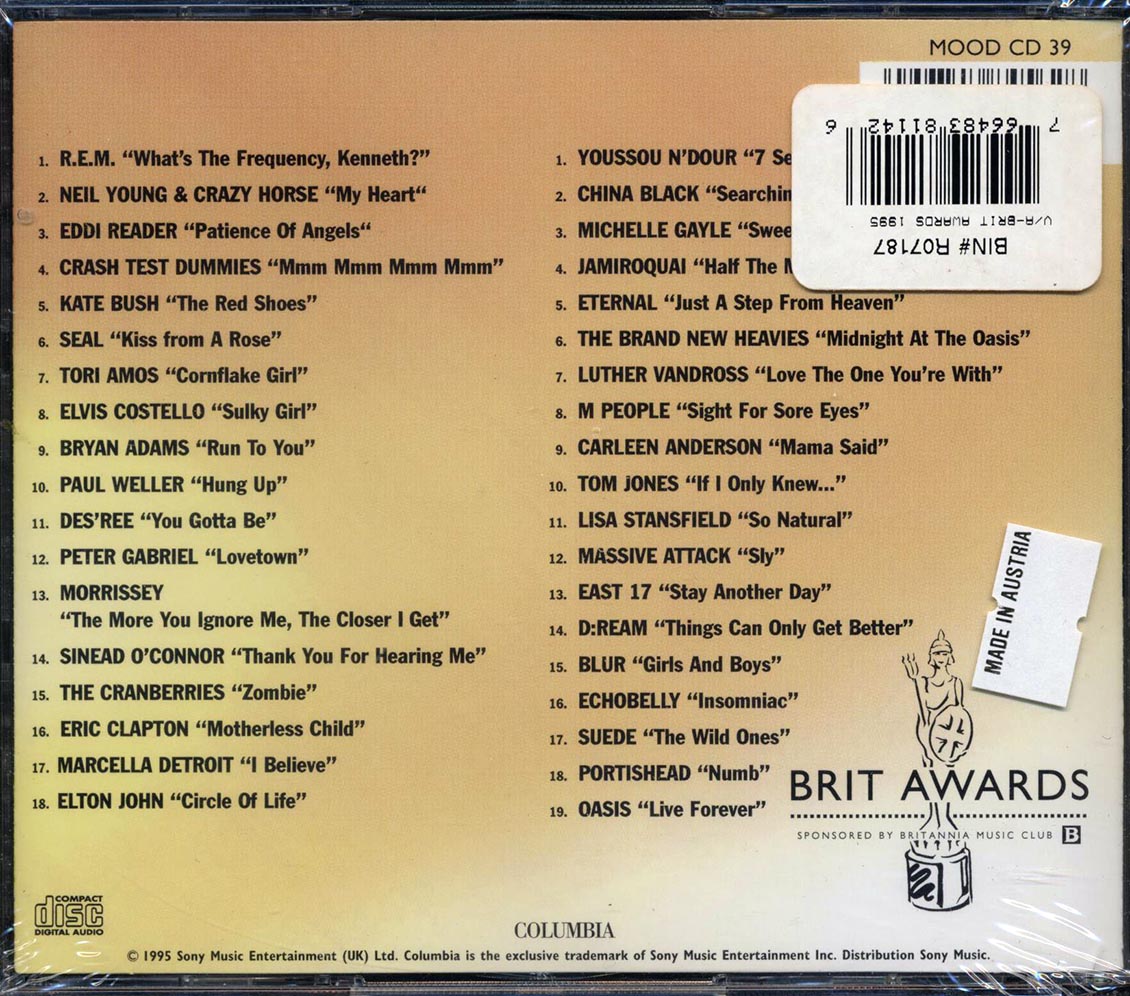 MOOD CD 39
7 66483 81142 6
V/A-BRIT AWARDS 1995
BIN# R07187
1. R.E.M. “What’s The Frequency, Kenneth?”
2. NEIL YOUNG & CRAZY HORSE “My Heart“
3. EDDI READER “Patience Of Angels“
4. CRASH TEST DUMMIES “Mmm Mmm Mmm Mmm”
5. KATE BUSH “The Red Shoes”
6. SEAL “Kiss from A Rose”
7. TORI AMOS “Cornflake Girl”
8. ELVIS COSTELLO “Sulky Girl”
9. BRYAN ADAMS “Run To You”
10. PAUL WELLER “Hung Up”
11. DES’REE “You Gotta Be”
12. PETER GABRIEL “Lovetown”
13. MORRISSEY
“The More You Ignore Me, The Closer I Get”
14. SINEAD O’CONNOR “Thank You For Hearing Me”
15. THE CRANBERRIES “Zombie”
16. ERIC CLAPTON “Motherless Child”
17. MARCELLA DETROIT “I Believe”
18. ELTON JOHN “Circle Of Life”
1. YOUSSOU N’DOUR “7
2. CHINA BLACK
3. MICHELLE GAYLE
4. JAMIROQUAI “Half The
5. ETERNAL “Just A Step From Heaven”
6. THE BRAND NEW HEAVIES “Midnight At The Oasis”
7. LUTHER VANDROSS “Love The One You’re With”
8. M PEOPLE “Sight For Sore Eyes”
9. CARLEEN ANDERSON “Mama Said”
10. TOM JONES “If I Only Knew...”
11. LISA STANSFIELD “So Natural”
12. MASSIVE ATTACK “Sly”
13. EAST 17 “Stay Another Day”
14. D:REAM “Things Can Only Get Better”
15. BLUR “Girls And Boys”
16. ECHOBELLY “Insomniac”
17. SUEDE “The Wild Ones”
18. PORTISHEAD “Numb”
19. OASIS “Live Forever”
MADE IN AUSTRIA
BRIT AWARDS
SPONSORED BY BRITANNIA MUSIC CLUB B
COMPACT
disc
DIGITAL AUDIO
COLUMBIA
© 1995 Sony Music Entertainment (UK) Ltd. Columbia is the exclusive trademark of Sony Music Entertainment Inc. Distribution Sony Music.